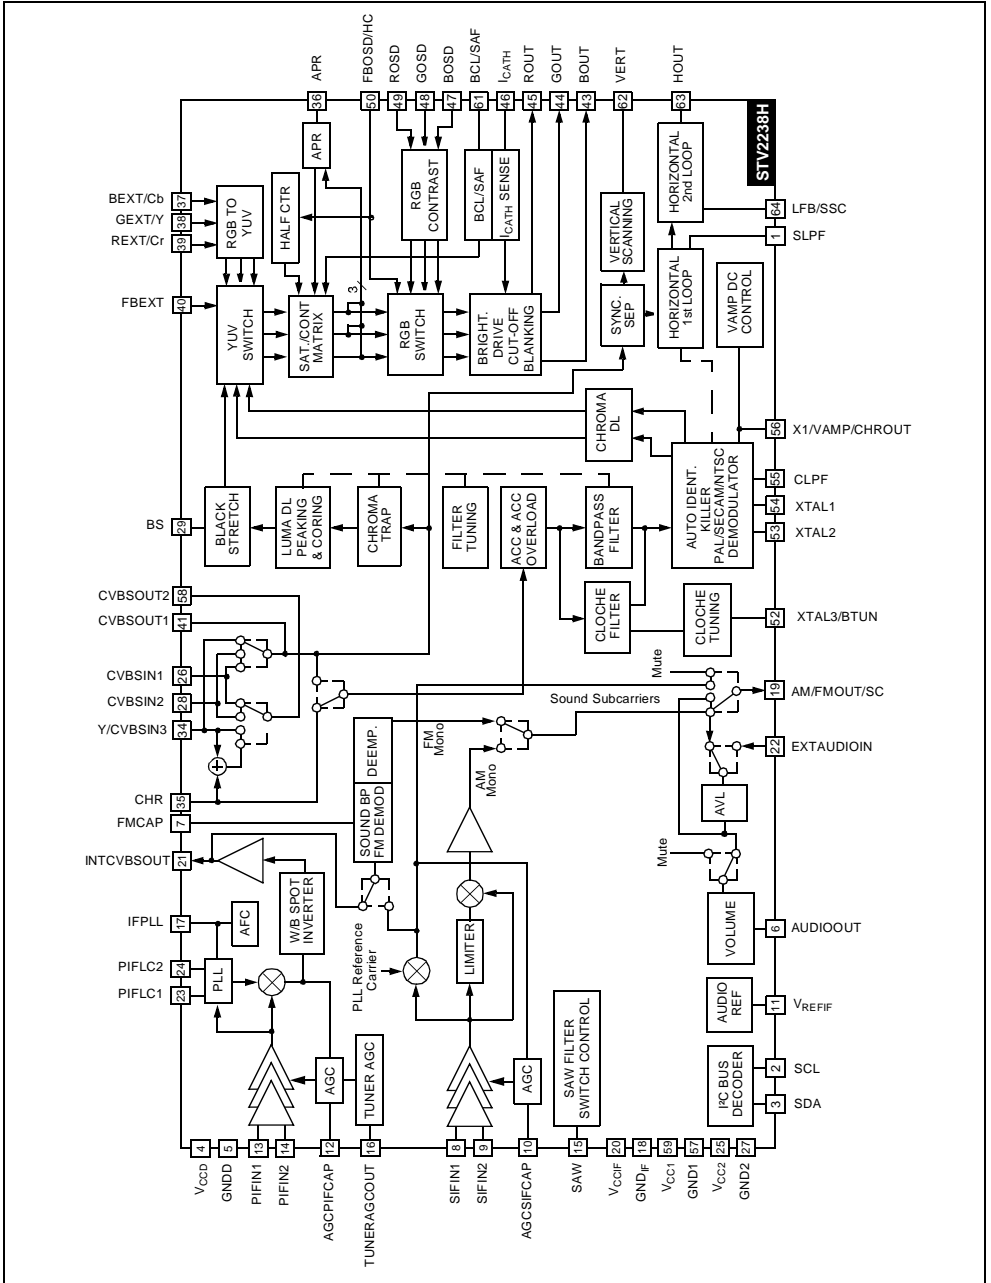 APR
FBOSD/HC
ROSD
GOSD
BOSD
BCL/SAF
ICATH
ROUT
GOUT
BOUT
VERT
HOUT
36
50
49
48
47
61
46
45
44
43
62
63
STV2238H
BEXT/Cb
37
GEXT/Y
38
REXT/Cr
39
FBEXT
40
RGB TO
YUV
HALF CTR
APR
RGB
CONTRAST
BCL/SAF
ICATH SENSE
VERTICAL
SCANNING
HORIZONTAL
2nd LOOP
64
LFB/SSC
1
SLPF
YUV
SWITCH
SAT./CONT
MATRIX
3
RGB
SWITCH
BRIGHT.
DRIVE
CUT-OFF
BLANKING
SYNC.
SEP
HORIZONTAL
1st LOOP
VAMP DC
CONTROL
CHROMA
DL
56
X1/VAMP/CHROUT
BS
29
BLACK
STRETCH
LUMA DL
PEAKING
& CORING
CHROMA
TRAP
FILTER
TUNING
ACC & ACC
OVERLOAD
BANDPASS
FILTER
AUTO IDENT.
KILLER
PAL/SECAM/NTSC
DEMODULATOR
55
CLPF
54
XTAL1
53
XTAL2
CLOCHE
FILTER
CLOCHE
TUNING
52
XTAL3/BTUN
CVBSOUT2
58
CVBSOUT1
41
CVBSIN1
26
CVBSIN2
28
Y/CVBSIN3
34
CHR
35
FMCAP
7
Mute
Sound Subcarriers
19
AM/FMOUT/SC
22
EXTAUDIOIN
DEEMP.
SOUND BP
FM DEMOD
FM
Mono
AM
Mono
AVL
Mute
INTCVBSOUT
21
IFPLL
17
AFC
W/B SPOT
INVERTER
PIFLC2
24
PIFLC1
23
PLL
PLL Reference
Carrier
LIMITER
VOLUME
6
AUDIOOUT
AUDIO
REF
11
VREFIF
AGC
TUNER AGC
AGC
SAW FILTER
SWITCH CONTROL
I²C BUS
DECODER
2
SCL
3
SDA
4
5
13
14
12
16
8
9
10
15
20
18
59
57
25
27
VCCD
GNDD
PIFIN1
PIFIN2
AGCPIFCAP
TUNERAGCOUT
SIFIN1
SIFIN2
AGCSIFCAP
SAW
VCCIF
GNDIF
VCC1
GND1
VCC2
GND2